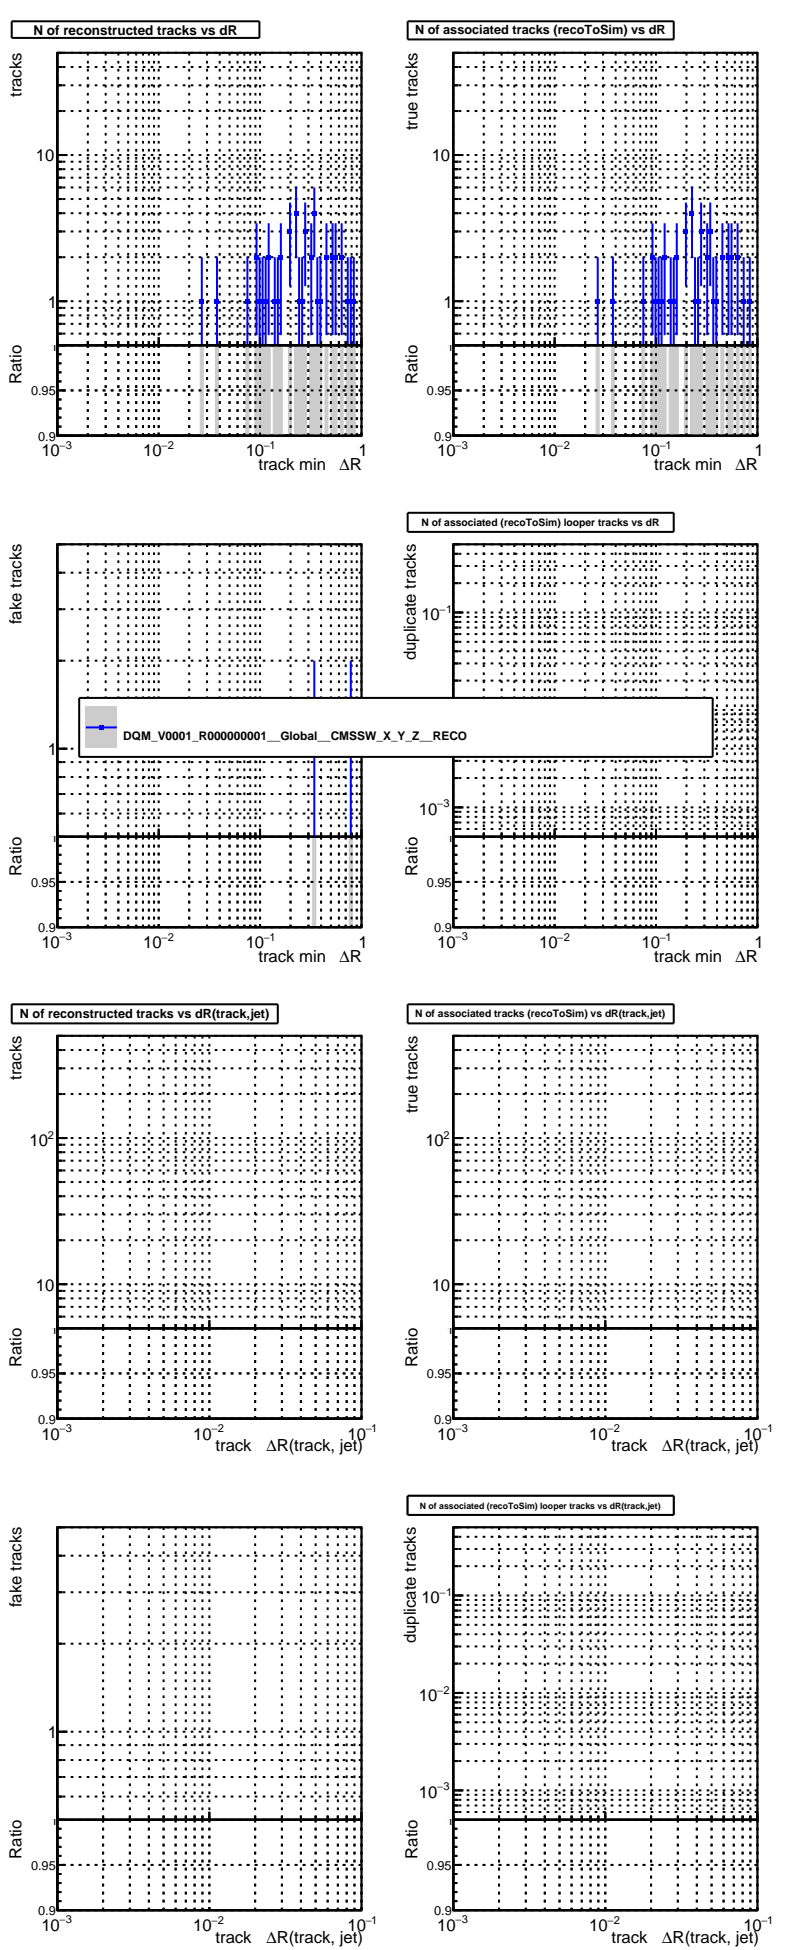 N of reconstructed tracks vs dR
tracks
10
1
Ratio
0.95
0.9
10−3
10−2
10−1
1
track min ΔR
N of associated tracks (recoToSim) vs dR
true tracks
10
1
Ratio
0.95
0.9
10−3
10−2
10−1
1
track min ΔR
fake tracks
1
Ratio
0.95
0.9
10−3
10−2
10−1
1
track min ΔR
N of associated (recoToSim) looper tracks vs dR
duplicate tracks
10−1
10−3
Ratio
0.95
0.9
10−3
10−2
10−1
1
track min ΔR
DQM_V0001_R000000001__Global__CMSSW_X_Y_Z__RECO
N of reconstructed tracks vs dR(track,jet)
tracks
102
10
Ratio
0.95
0.9
10−3
10−2
10−1
track ΔR(track, jet)
N of associated tracks (recoToSim) vs dR(track,jet)
true tracks
102
10
Ratio
0.95
0.9
10−3
10−2
10−1
track ΔR(track, jet)
fake tracks
1
Ratio
0.95
0.9
10−3
10−2
10−1
track ΔR(track, jet)
N of associated (recoToSim) looper tracks vs dR(track,jet)
duplicate tracks
10−1
10−2
10−3
Ratio
0.95
0.9
10−3
10−2
10−1
track ΔR(track, jet)